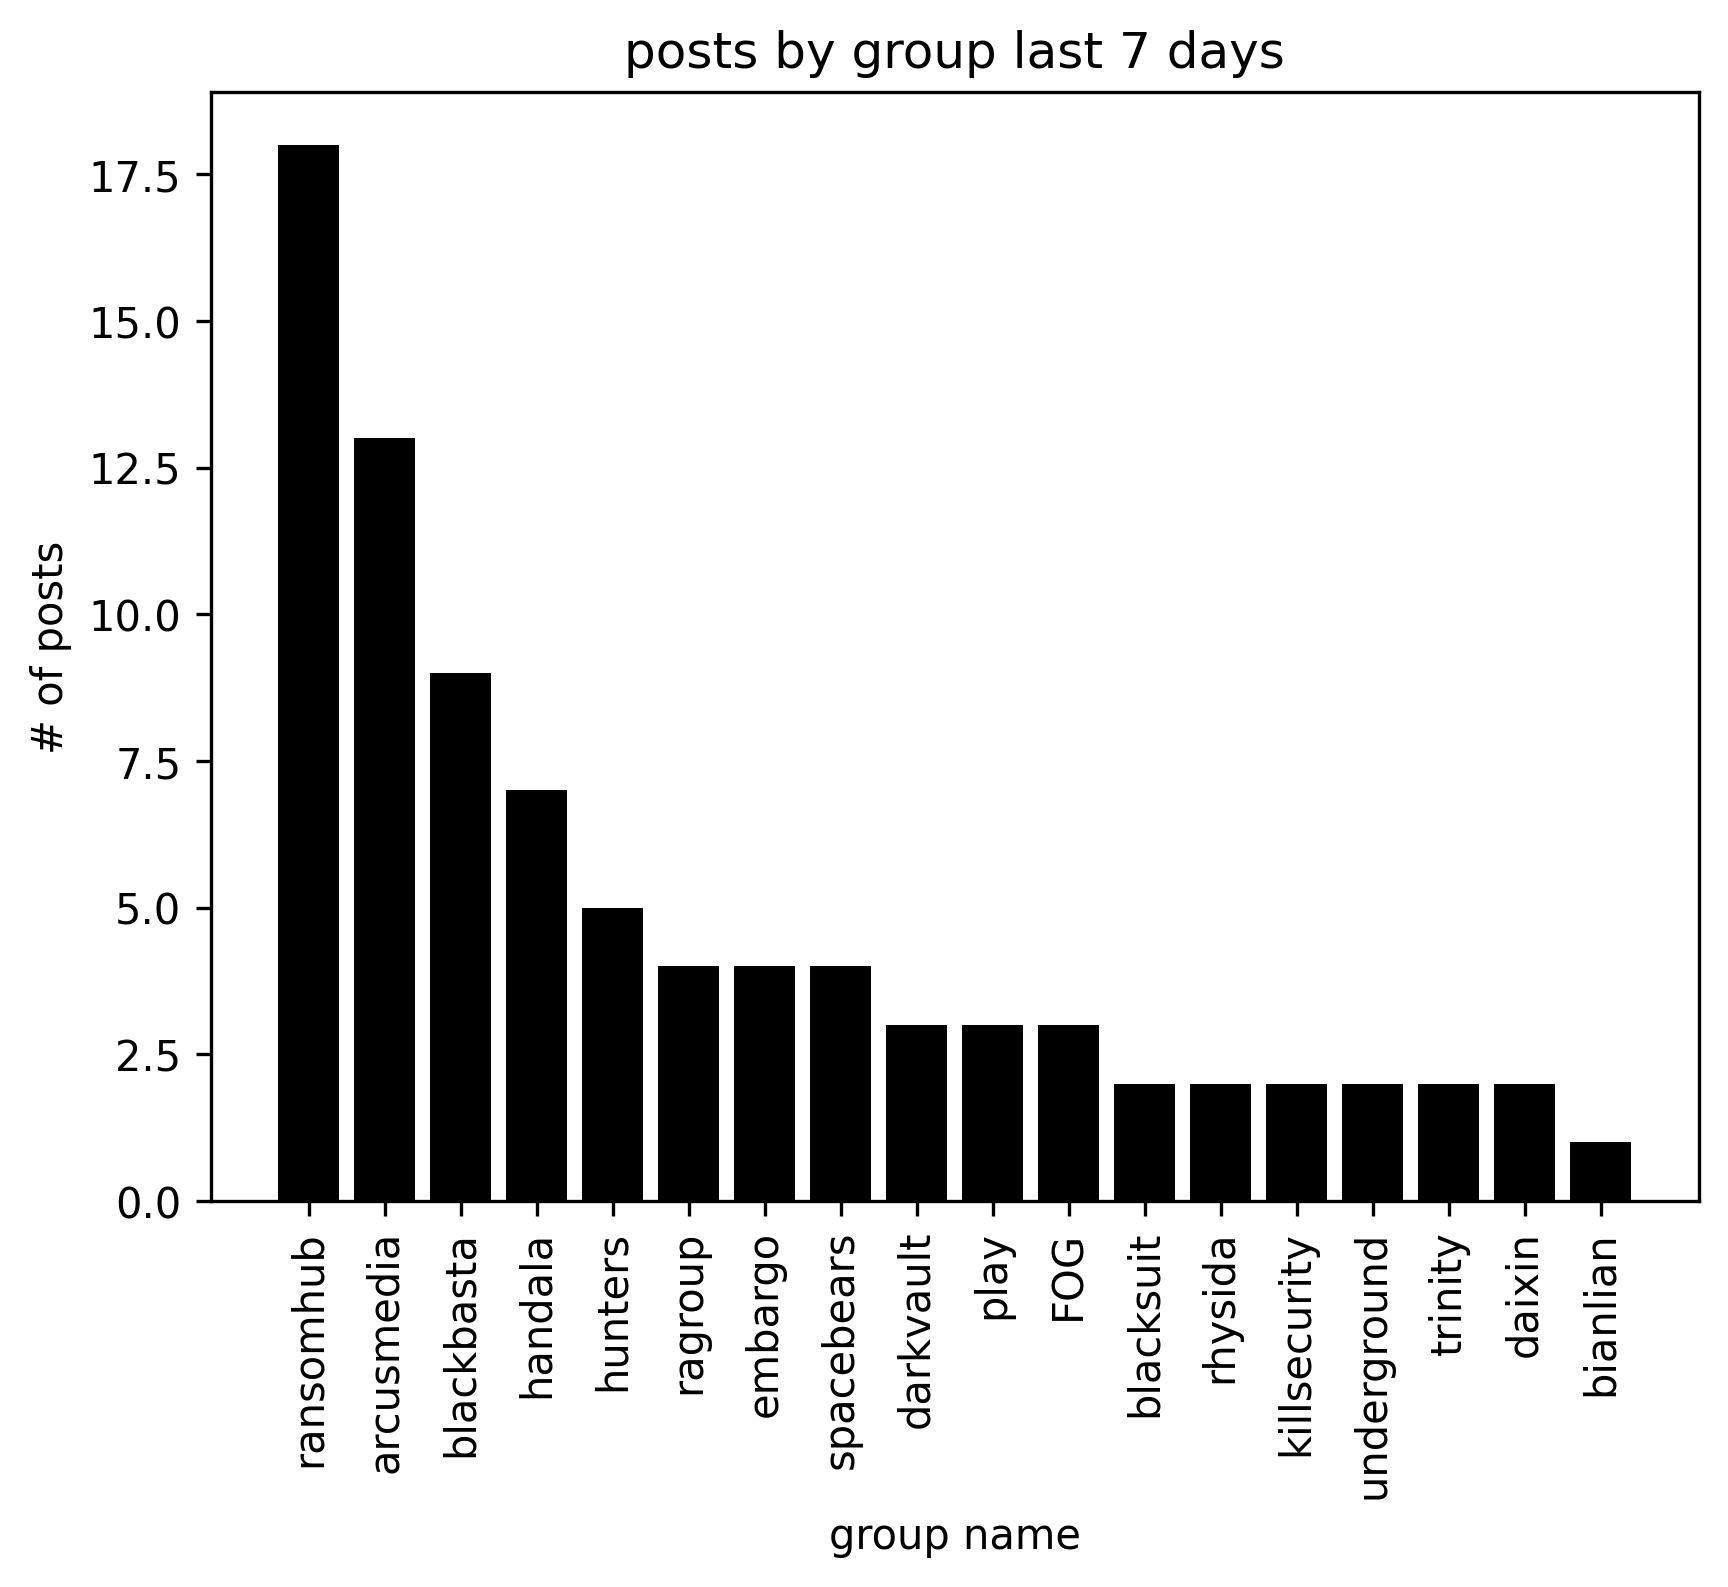 posts by group last 7 days
17.5
15.0
12.5
10.0
7.5
5.0
2.5
0.0
# of posts
ransomhub
arcusmedia
blackbasta
handala
hunters
ragroup
embargo
spacebears
darkvault
play
FOG
blacksuit
rhysida
killsecurity
underground
trinity
daixin
bianlian
group name